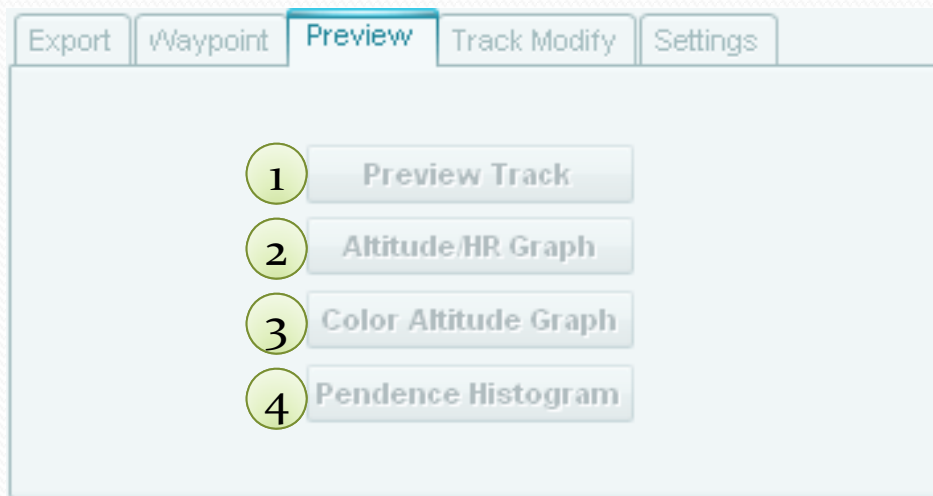 Export Waypoint Preview Track Modify Settings
1 Preview Track
2 Altitude/HR Graph
3 Color Altitude Graph
4 Pendence Histogram